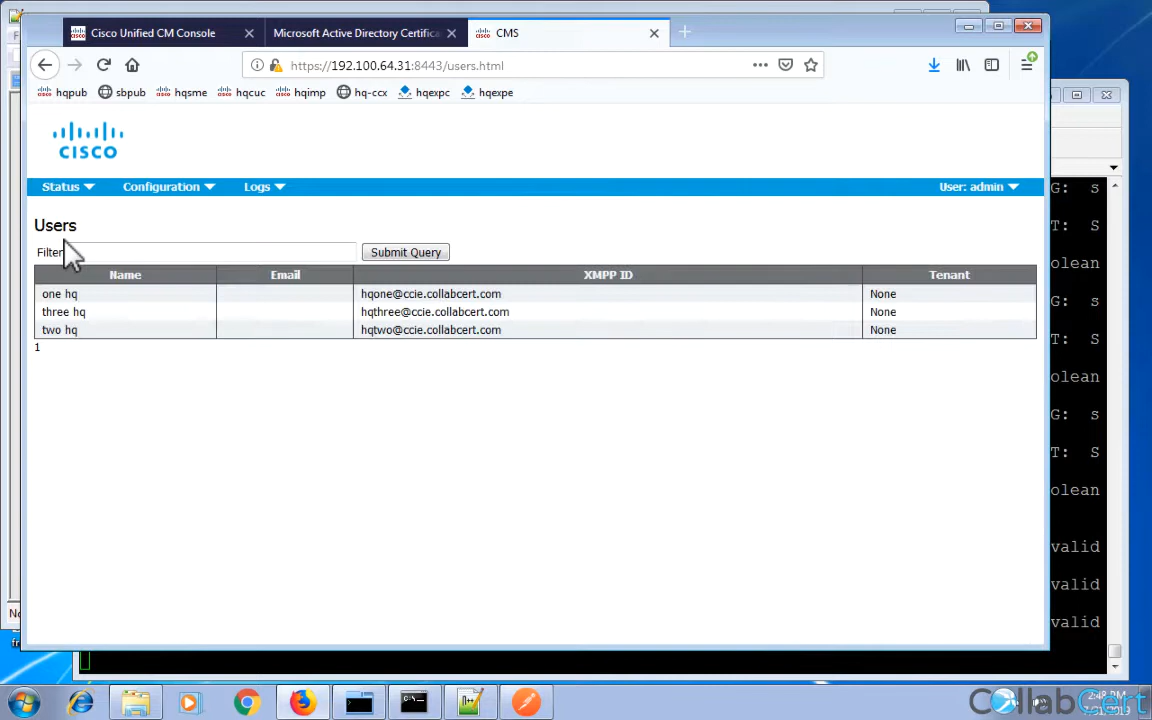 Cisco Unified CM Console
Microsoft Active Directory Certifica
CMS
https://192.100.64.31:8443/users.html
hqpub
sbpub
hqsme
hqcuc
hqimp
hq-ccx
hqexpc
hqexpe
CISCO
Status
Configuration
Logs
User: admin
Users
Filter
Submit Query
Name Email XMPP ID Tenant
one hq hqone@ccie.collabcert.com None
three hq hqthree@ccie.collabcert.com None
two hq hqtwo@ccie.collabcert.com None
1
G: s
T: S
olean
G: s
T: S
olean
G: s
T: S
olean
valid
valid
valid
CollabCert